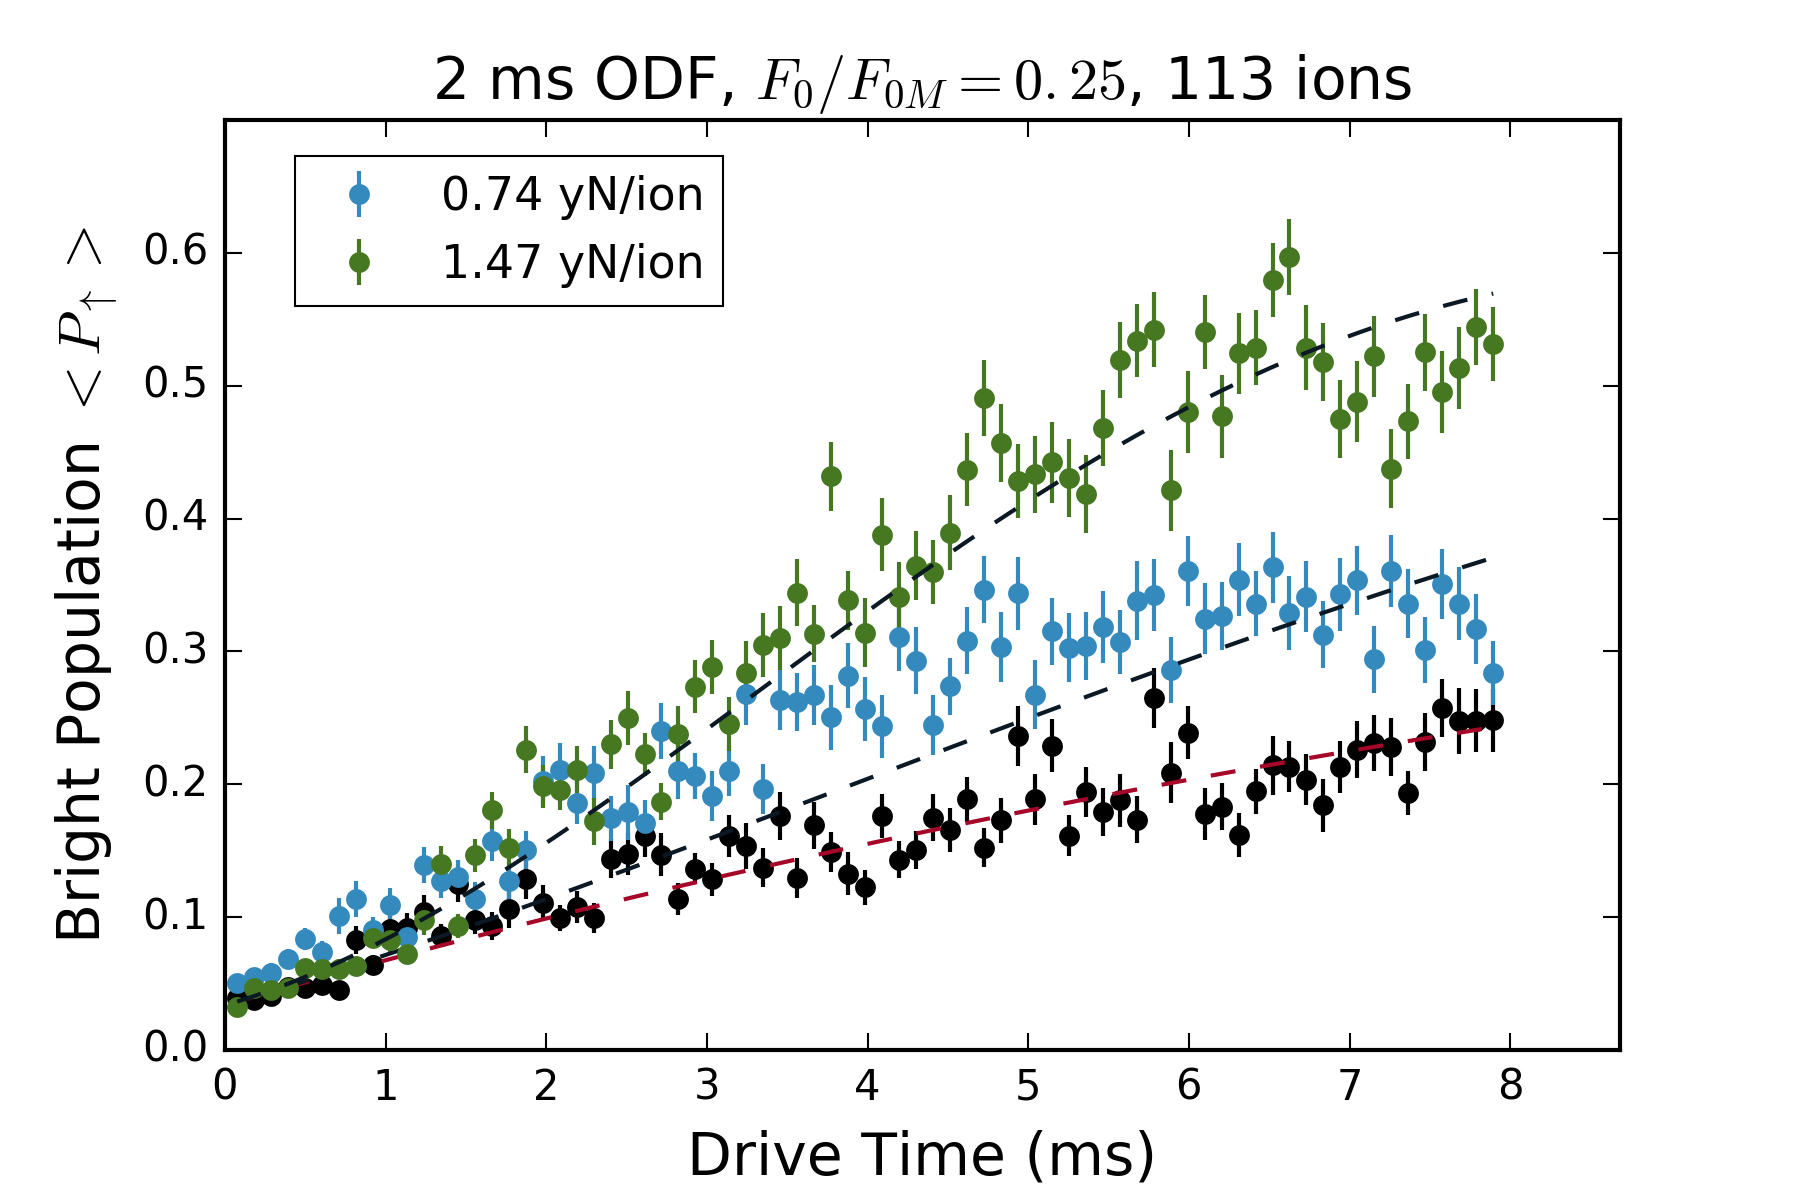 2 ms ODF, F₀/F₀M = 0.25, 113 ions
0.74 yN/ion
1.47 yN/ion
Bright Population < P↑ >
0.6
0.5
0.4
0.3
0.2
0.1
0.0
0 1 2 3 4 5 6 7 8
Drive Time (ms)